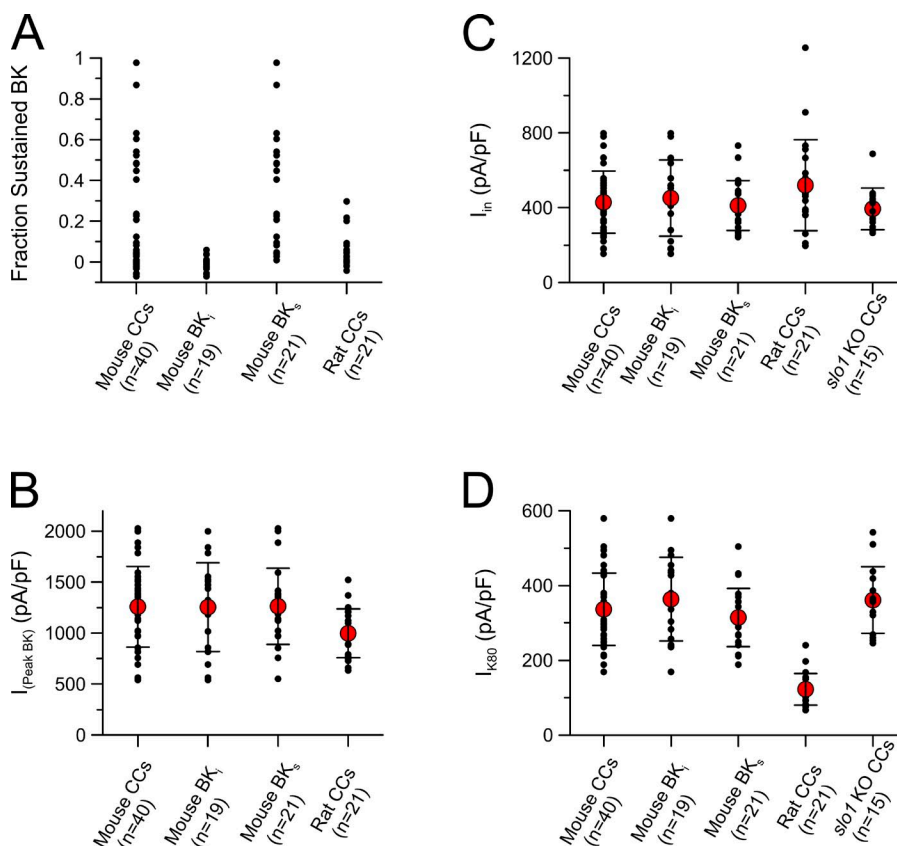 A
Fraction Sustained BK
1
0.8
0.6
0.4
0.2
0
Mouse CCs
(n=40)
Mouse BKi
(n=19)
Mouse BKs
(n=21)
Rat CCs
(n=21)
C
Iin (pA/pF)
1200
800
400
0
Mouse CCs
(n=40)
Mouse BKi
(n=19)
Mouse BKs
(n=21)
Rat CCs
(n=21)
slo1 KO CCs
(n=15)
B
I(Peak BK) (pA/pF)
2000
1500
1000
500
0
Mouse CCs
(n=40)
Mouse BKi
(n=19)
Mouse BKs
(n=21)
Rat CCs
(n=21)
D
IK80 (pA/pF)
600
400
200
0
Mouse CCs
(n=40)
Mouse BKi
(n=19)
Mouse BKs
(n=21)
Rat CCs
(n=21)
slo1 KO CCs
(n=15)